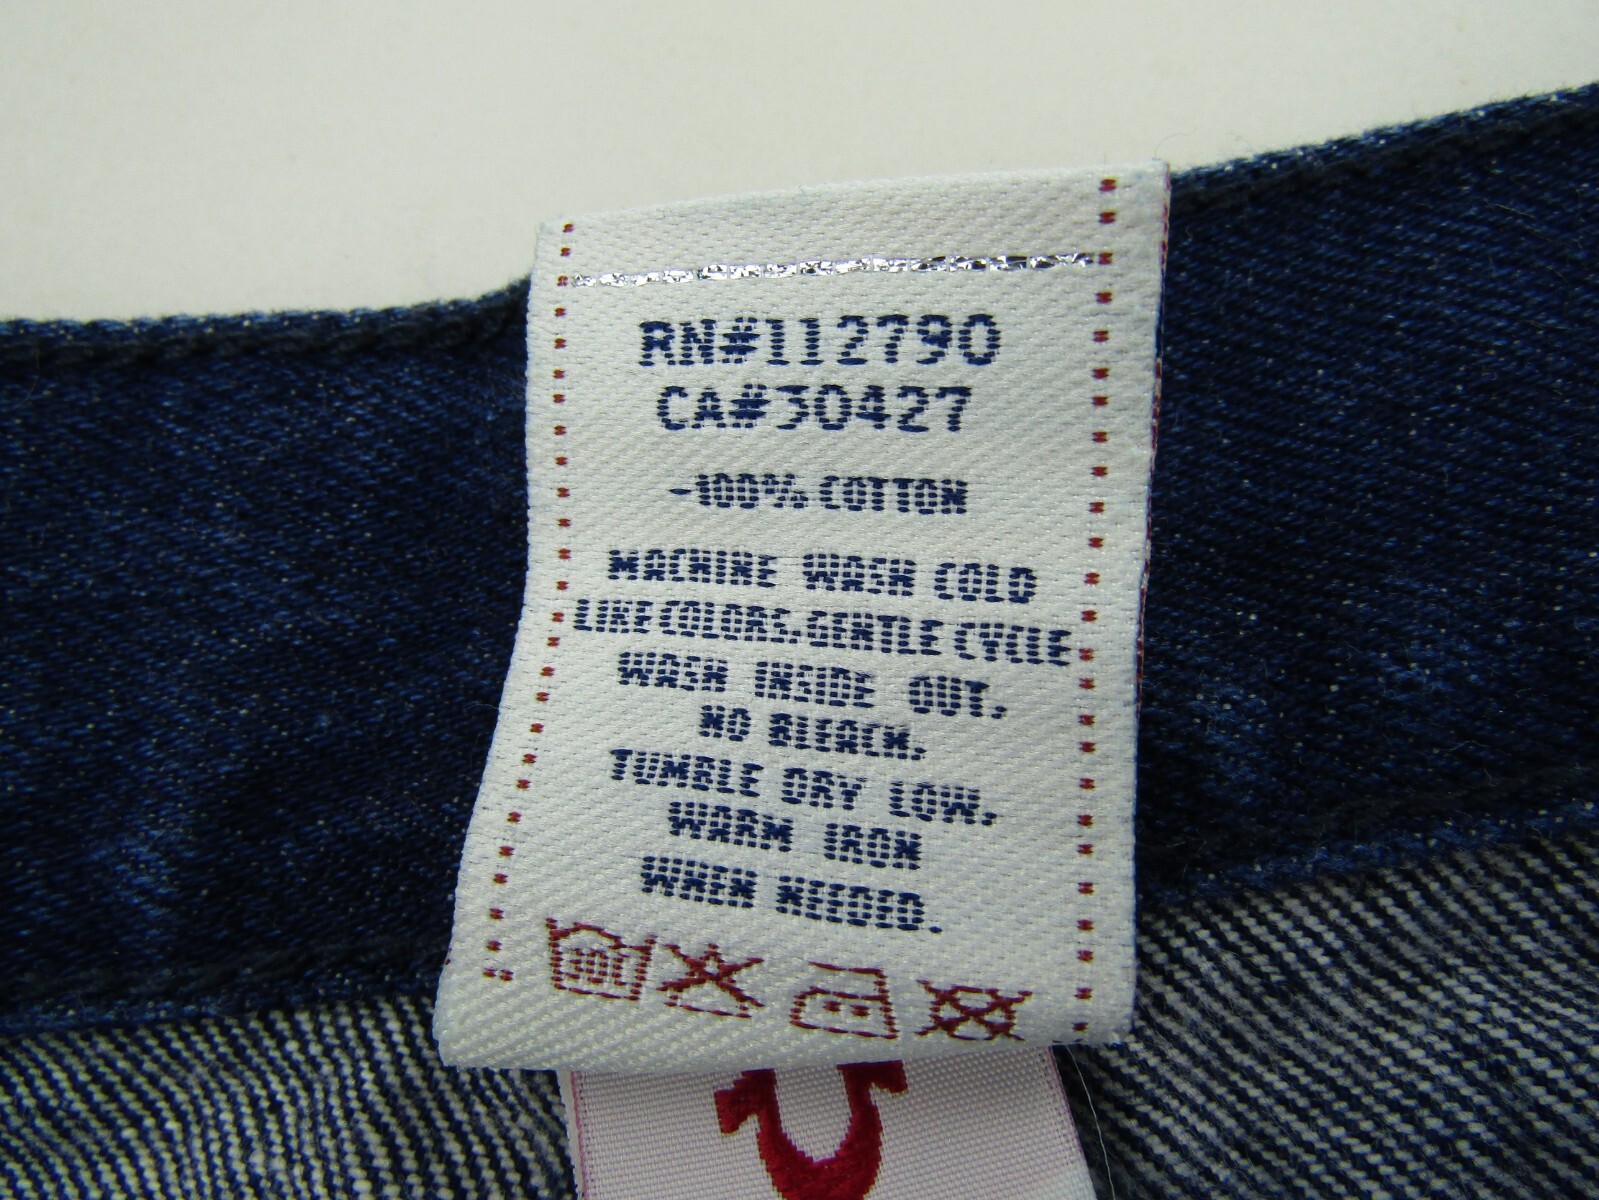 RN#112790
CA#30427
-100% COTTON
MACHINE WASH COLD
LIKE COLORS.GENTLE CYCLE
WASH INSIDE OUT.
NO BLEACH.
TUMBLE DRY LOW.
WARM IRON
WHEN NEEDED.